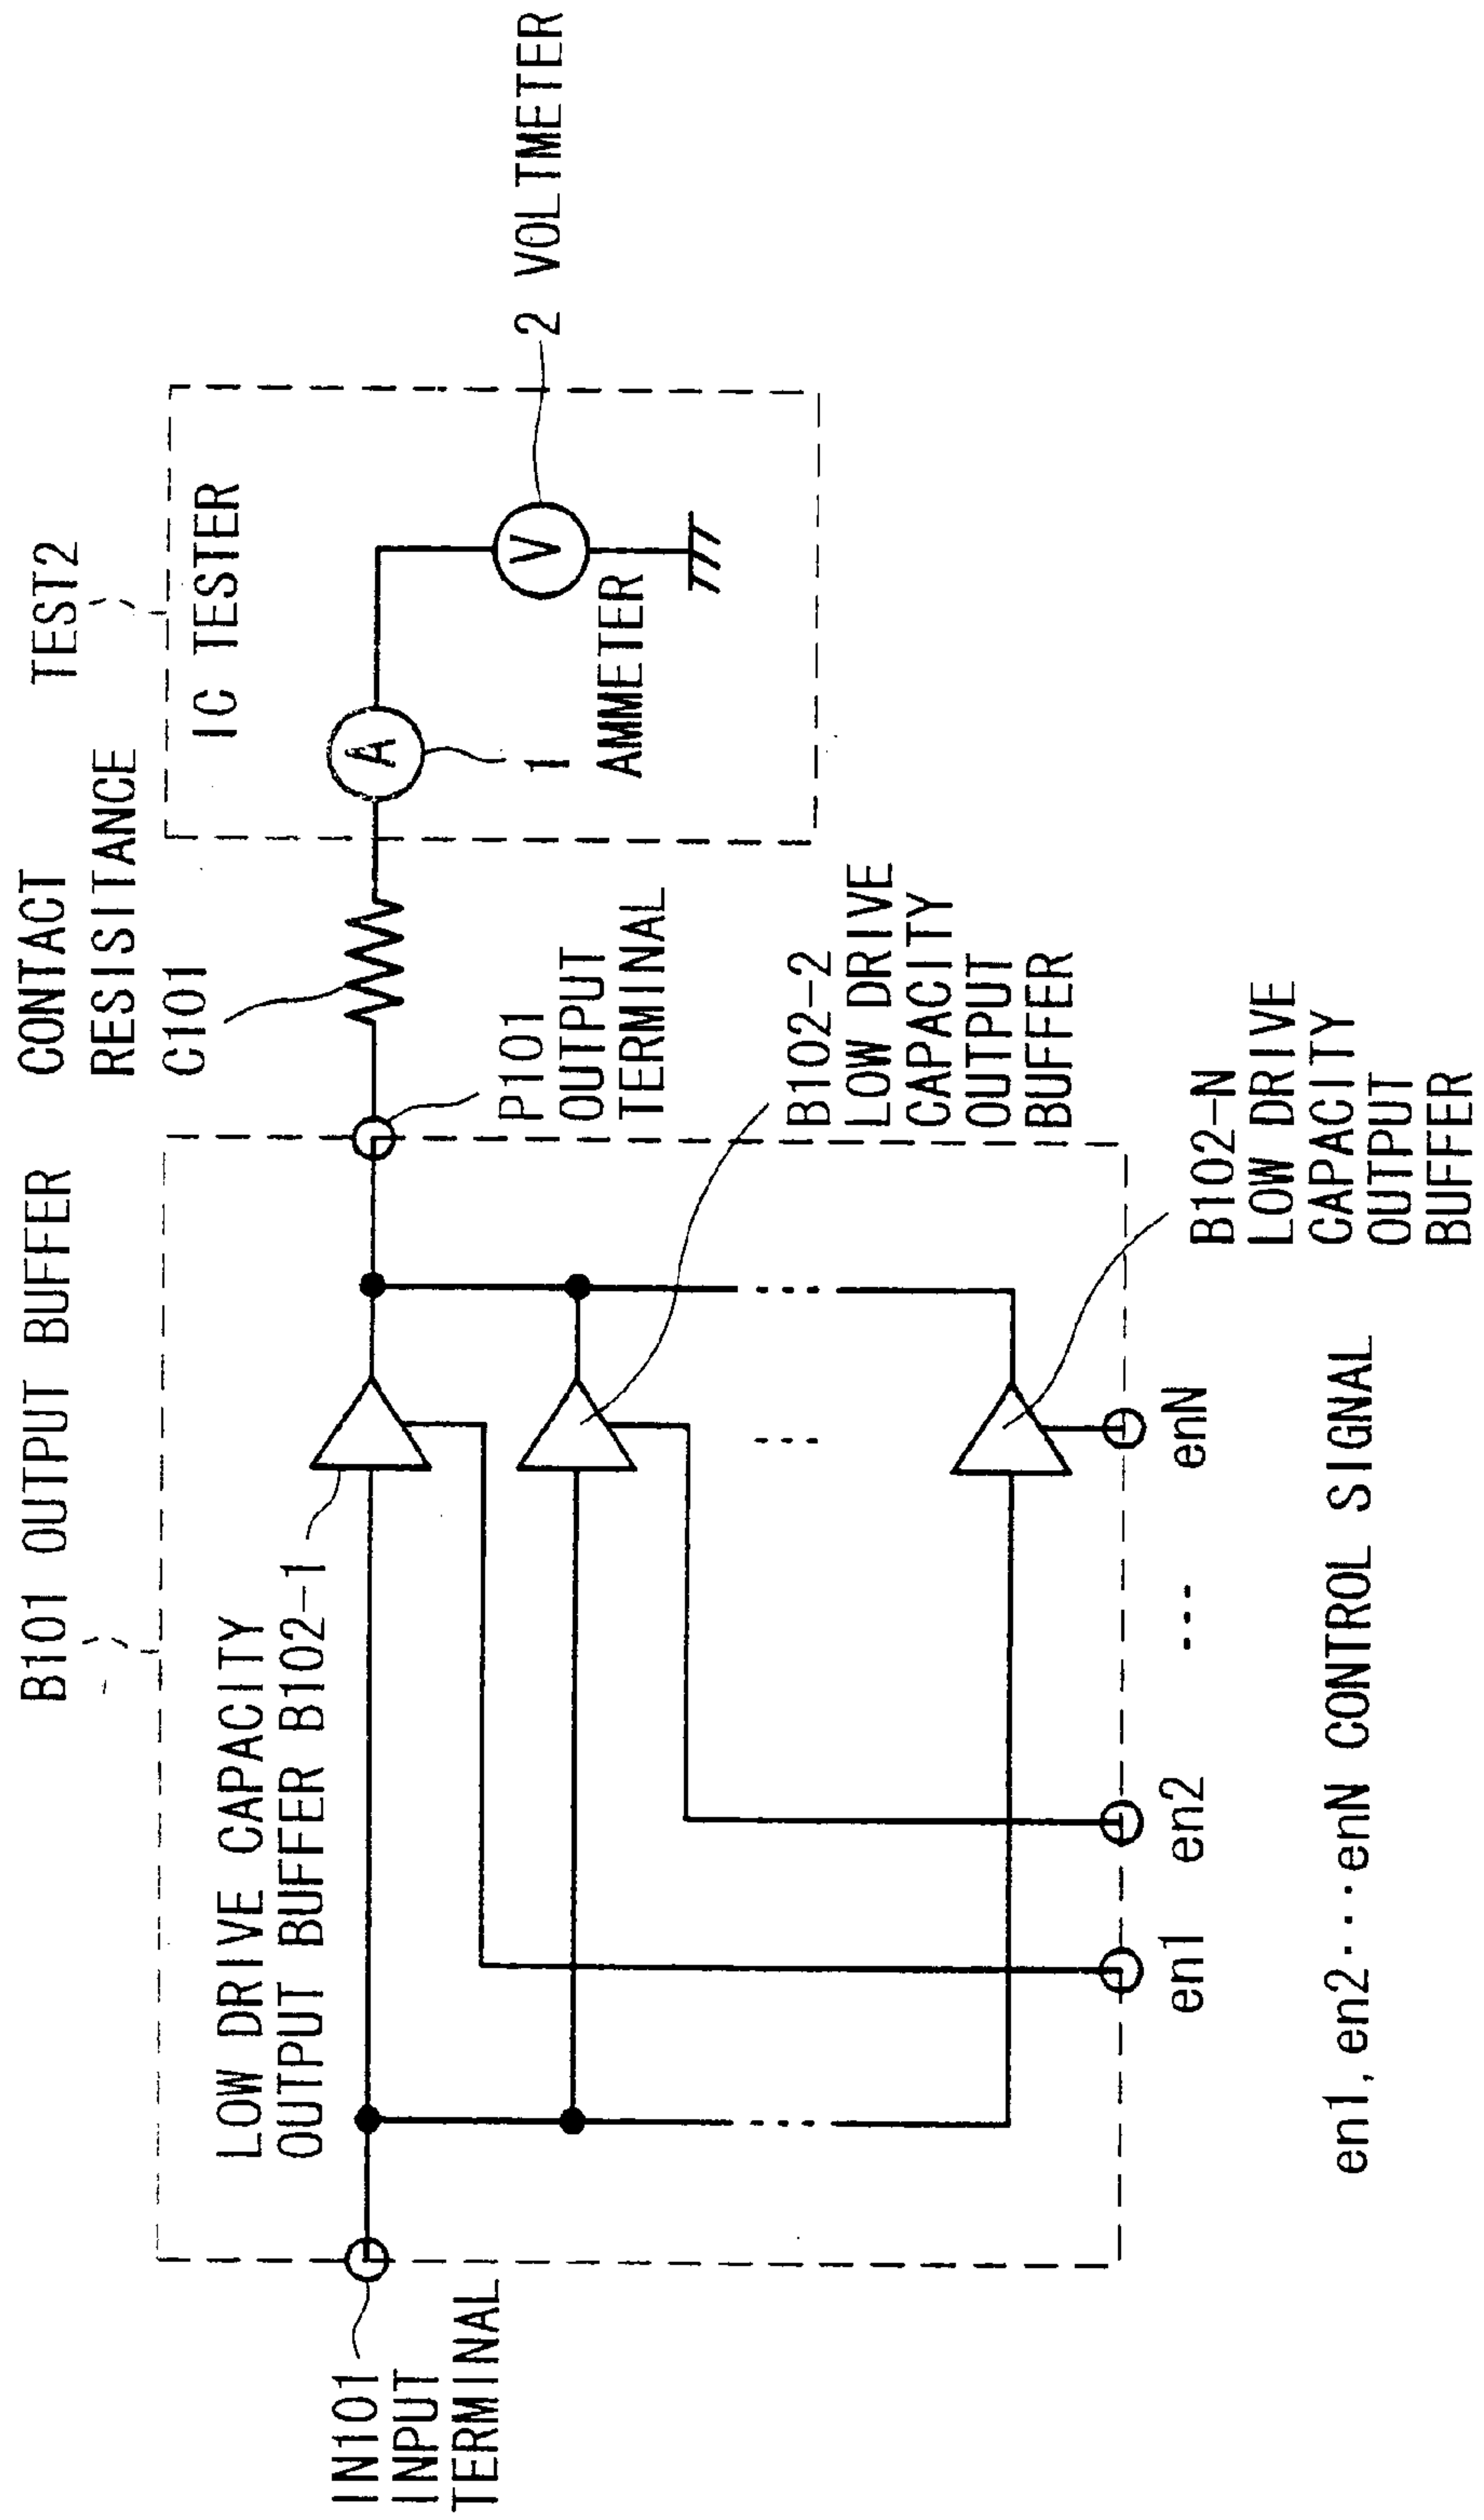 B101 OUTPUT BUFFER
CONTACT
RESISITANCE
C101
TEST2
IC TESTER
LOW DRIVE CAPACITY
OUTPUT BUFFER B102-1
IN101
INPUT
TERMINAL
A
1
AMMETER
V
2 VOLTMETER
P101
OUTPUT
TERMINAL
B102-2
LOW DRIVE
CAPACITY
OUTPUT
BUFFER
B102-N
LOW DRIVE
CAPACITY
OUTPUT
BUFFER
en1 en2 ... enN
en1,en2···enN CONTROL SIGNAL